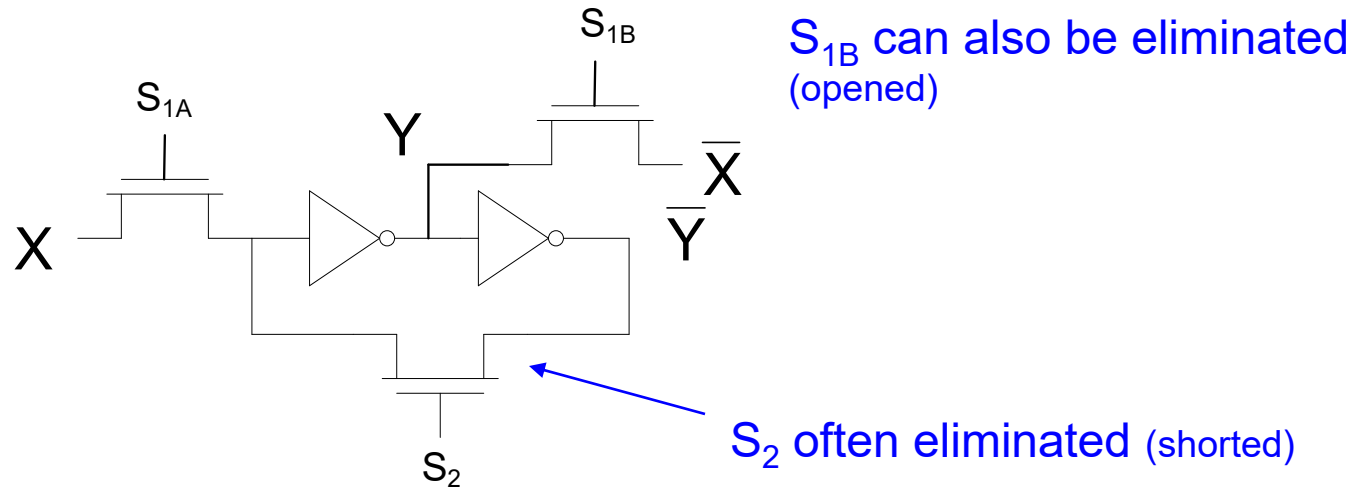 S₁B
S₁B can also be eliminated
(opened)
S₁A
Y
X̅
X
Y̅
S₂ often eliminated (shorted)
S₂